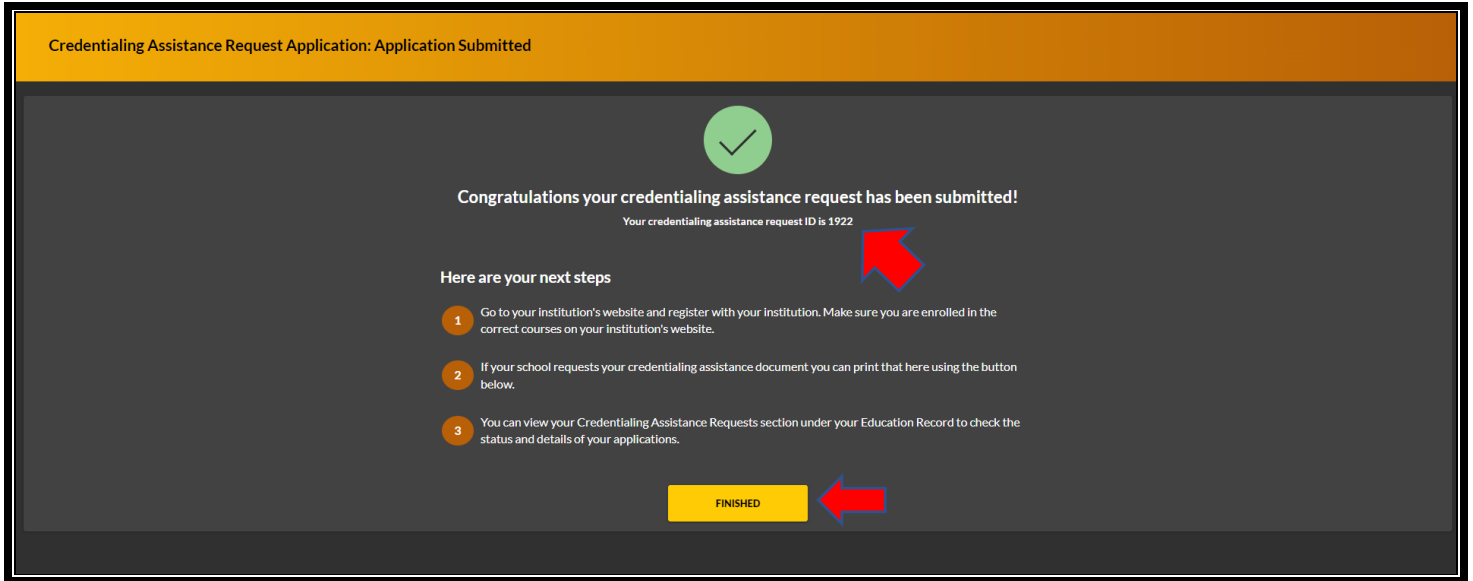 Credentialing Assistance Request Application: Application Submitted
Congratulations your credentialing assistance request has been submitted!
Your credentialing assistance request ID is 1922
Here are your next steps
1 Go to your institution's website and register with your institution. Make sure you are enrolled in the
correct courses on your institution's website.
2 If your school requests your credentialing assistance document you can print that here using the button
below.
3 You can view your Credentialing Assistance Requests section under your Education Record to check the
status and details of your applications.
FINISHED